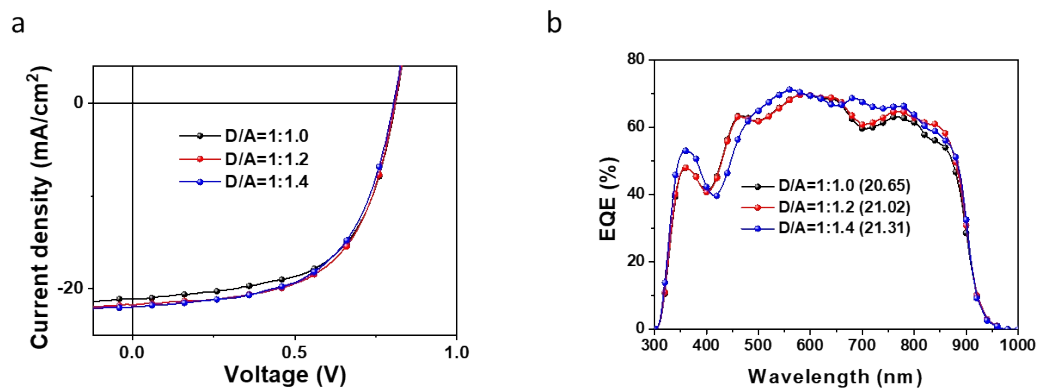 a
Current density (mA/cm²)
0
-20
D/A=1:1.0
D/A=1:1.2
D/A=1:1.4
0.0 0.5 1.0
Voltage (V)
b
EQE (%)
80
60
40
20
0
D/A=1:1.0 (20.65)
D/A=1:1.2 (21.02)
D/A=1:1.4 (21.31)
300 400 500 600 700 800 900 1000
Wavelength (nm)